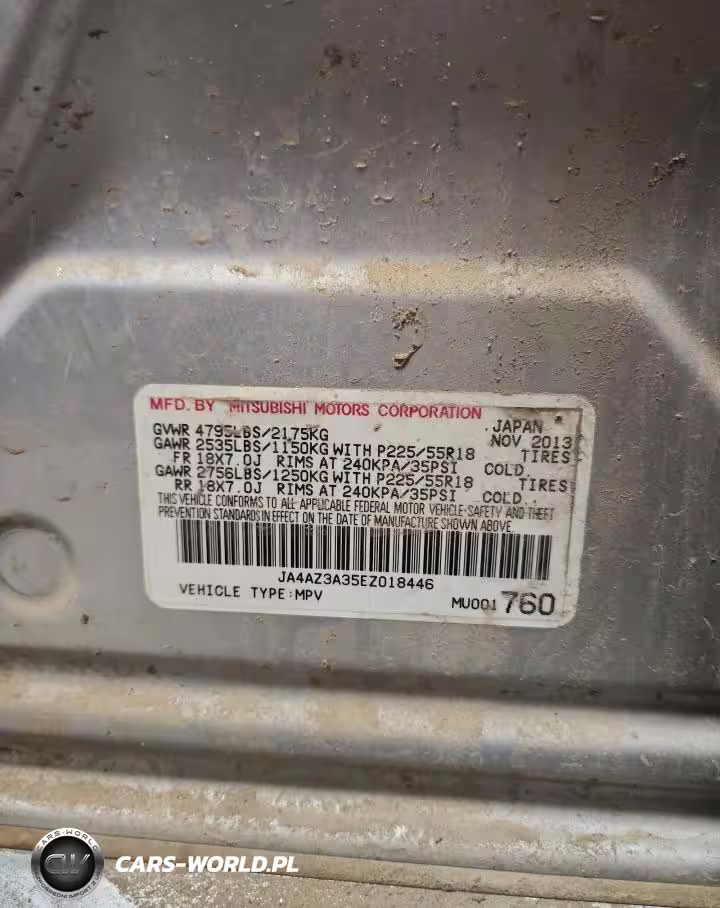 MFD. BY MITSUBISHI MOTORS CORPORATION
JAPAN
GVWR 4795LBS/2175KG NOV 2013
GAWR 2535LBS/1150KG WITH P225/55R18 TIRES
FR 18X7.0J RIMS AT 240KPA/35PSI COLD.
GAWR 2756LBS/1250KG WITH P225/55R18 TIRES
RR 18X7.0J RIMS AT 240KPA/35PSI COLD.
THIS VEHICLE CONFORMS TO ALL APPLICABLE FEDERAL MOTOR VEHICLE SAFETY AND THEFT
PREVENTION STANDARDS IN EFFECT ON THE DATE OF MANUFACTURE SHOWN ABOVE.
JA4AZ3A35EZ018446
VEHICLE TYPE:MPV MU001 760
CARS-WORLD
CW
CARS-WORLD.PL